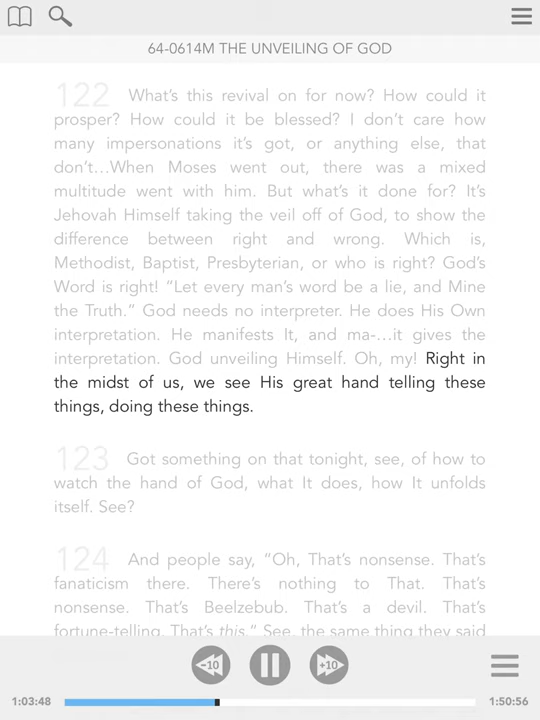 64-0614M THE UNVEILING OF GOD
122 What's this revival on for now? How could it
prosper? How could it be blessed? I don't care how
many impersonations it's got, or anything else, that
don't…When Moses went out, there was a mixed
multitude went with him. But what's it done for? It's
Jehovah Himself taking the veil off of God, to show the
difference between right and wrong. Which is,
Methodist, Baptist, Presbyterian, or who is right? God's
Word is right! “Let every man's word be a lie, and Mine
the Truth.” God needs no interpreter. He does His Own
interpretation. He manifests It, and ma-…it gives the
interpretation. God unveiling Himself. Oh, my! Right in
the midst of us, we see His great hand telling these
things, doing these things.
123 Got something on that tonight, see, of how to
watch the hand of God, what It does, how It unfolds
itself. See?
124 And people say, “Oh, That's nonsense. That's
fanaticism there. There's nothing to That. That's
nonsense. That's Beelzebub. That's a devil. That's
fortune-telling. That's this.” See, the same thing they said
-10 +10
1:03:48 1:50:56